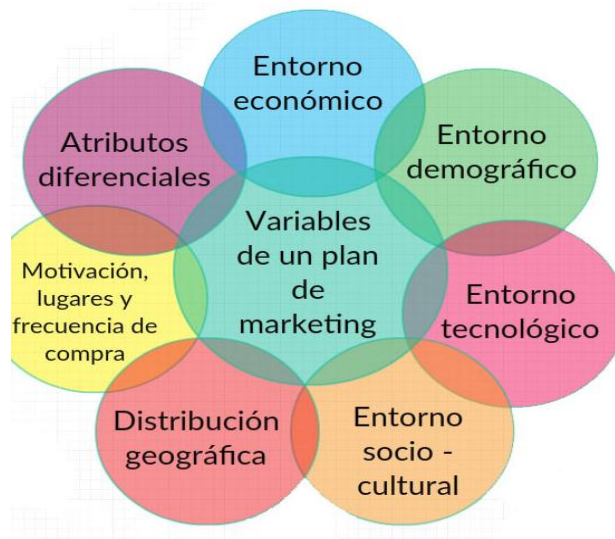 Entorno
económico
Entorno
demográfico
Entorno
tecnológico
Entorno
socio -
cultural
Distribución
geográfica
Motivación,
lugares y
frecuencia de
compra
Atributos
diferenciales
Variables
de un plan
de
marketing